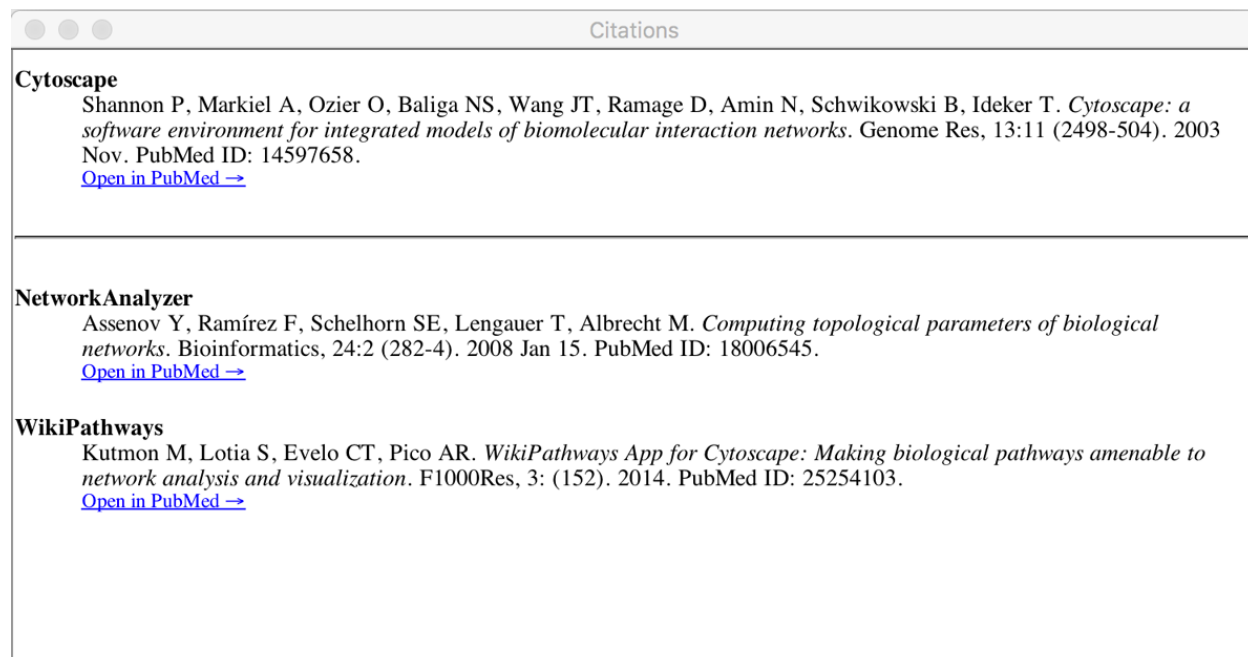 Citations
Cytoscape
Shannon P, Markiel A, Ozier O, Baliga NS, Wang JT, Ramage D, Amin N, Schwikowski B, Ideker T. Cytoscape: a
software environment for integrated models of biomolecular interaction networks. Genome Res, 13:11 (2498-504). 2003
Nov. PubMed ID: 14597658.
Open in PubMed →
NetworkAnalyzer
Assenov Y, Ramírez F, Schelhorn SE, Lengauer T, Albrecht M. Computing topological parameters of biological
networks. Bioinformatics, 24:2 (282-4). 2008 Jan 15. PubMed ID: 18006545.
Open in PubMed →
WikiPathways
Kutmon M, Lotia S, Evelo CT, Pico AR. WikiPathways App for Cytoscape: Making biological pathways amenable to
network analysis and visualization. F1000Res, 3: (152). 2014. PubMed ID: 25254103.
Open in PubMed →